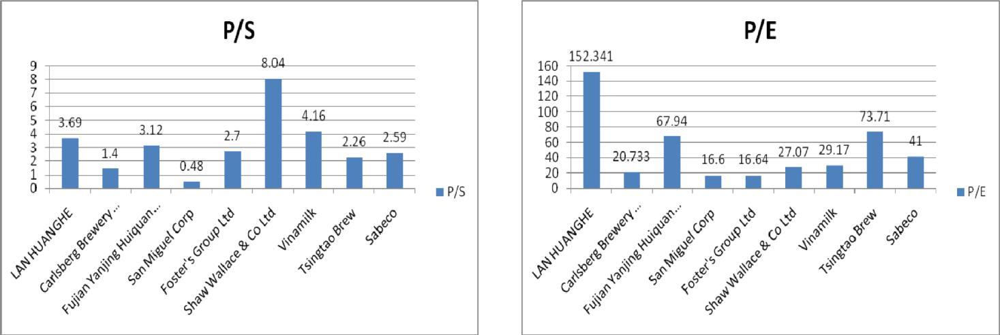 P/S
9
8
7
6
5
4
3
2
1
0
3.69
1.4
3.12
0.48
2.7
8.04
4.16
2.26
2.59
LAN HUANGHE
Carlsberg Brewery...
Fujian Yanjing Huiquan...
San Miguel Corp
Foster's Group Ltd
Shaw Wallace & Co Ltd
Vinamilk
Tsingtao Brew
Sabeco
P/S
P/E
160
140
120
100
80
60
40
20
0
152.341
20.733
67.94
16.6
16.64
27.07
29.17
73.71
41
LAN HUANGHE
Carlsberg Brewery...
Fujian Yanjing Huiquan...
San Miguel Corp
Foster's Group Ltd
Shaw Wallace & Co Ltd
Vinamilk
Tsingtao Brew
Sabeco
P/E